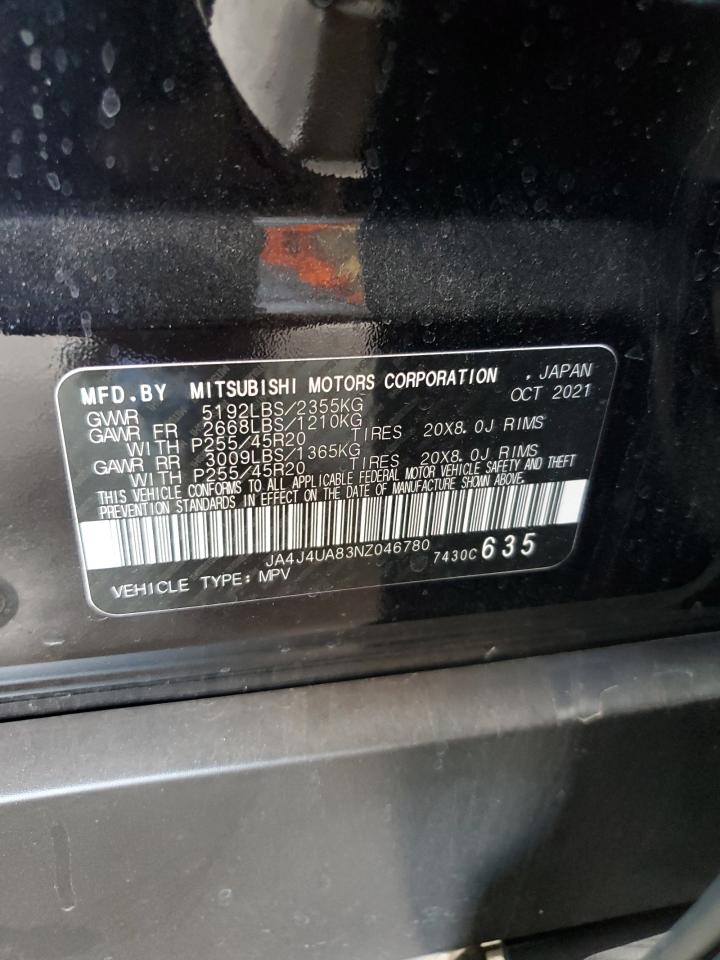 MFD.BY MITSUBISHI MOTORS CORPORATION , JAPAN
GVWR 5192LBS/2355KG OCT 2021
GAWR FR 2668LBS/1210KG
WITH P255/45R20 TIRES 20X8.0J RIMS
GAWR RR 3009LBS/1365KG
WITH P255/45R20 TIRES 20X8.0J RIMS
THIS VEHICLE CONFORMS TO ALL APPLICABLE FEDERAL MOTOR VEHICLE SAFETY AND THEFT
PREVENTION STANDARDS IN EFFECT ON THE DATE OF MANUFACTURE SHOWN ABOVE.
JA4J4UA83NZ046780 7430C 635
VEHICLE TYPE: MPV